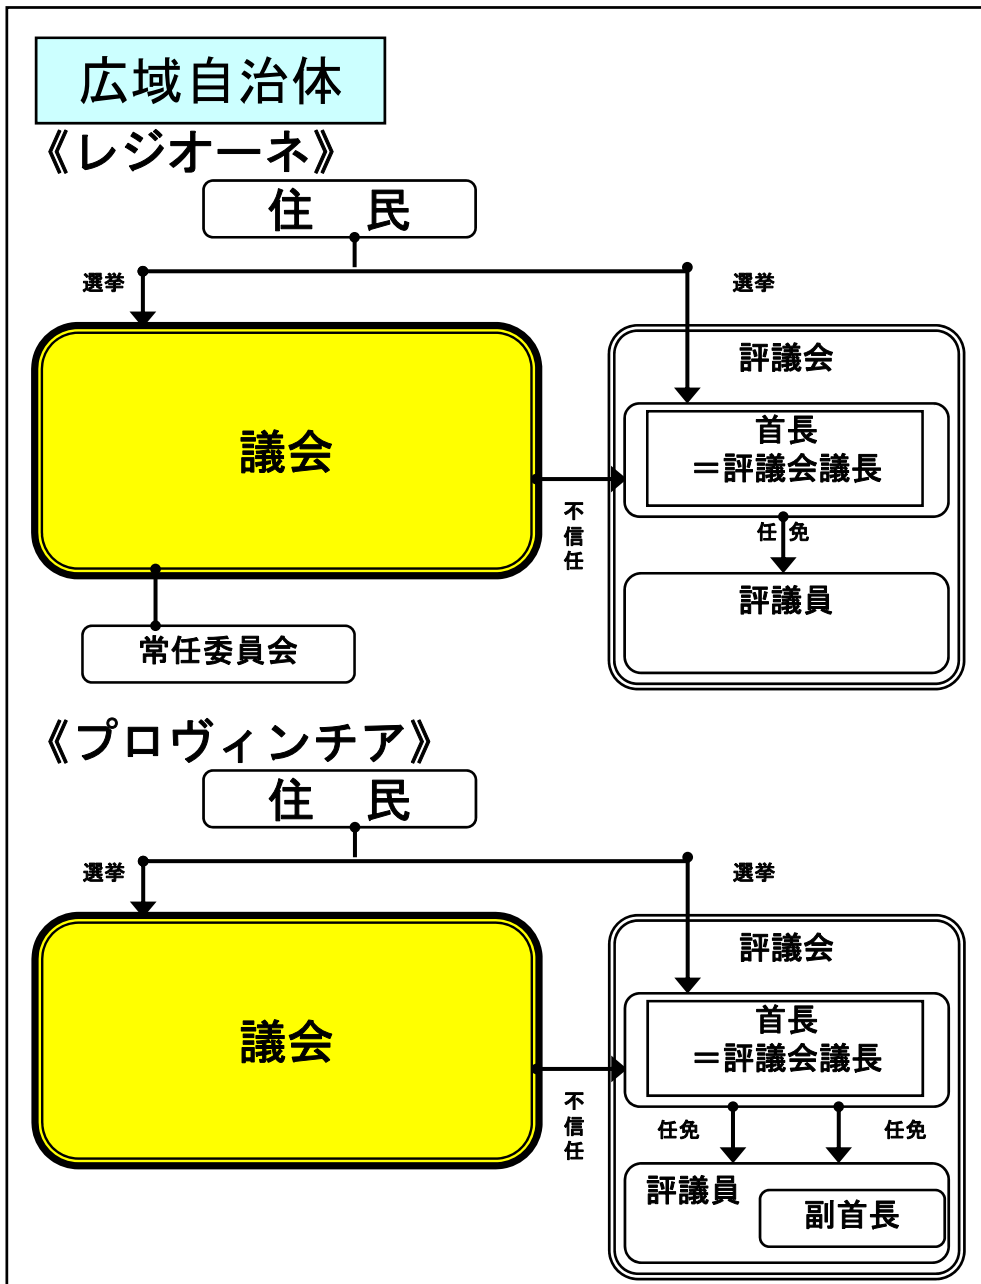 広域自治体
《レジオーネ》
住　民
選挙
選挙
議会
評議会
首長
＝評議会議長
不信任
任免
評議員
常任委員会
《プロヴィンチア》
住　民
選挙
選挙
議会
評議会
首長
＝評議会議長
不信任
任免
任免
評議員
副首長